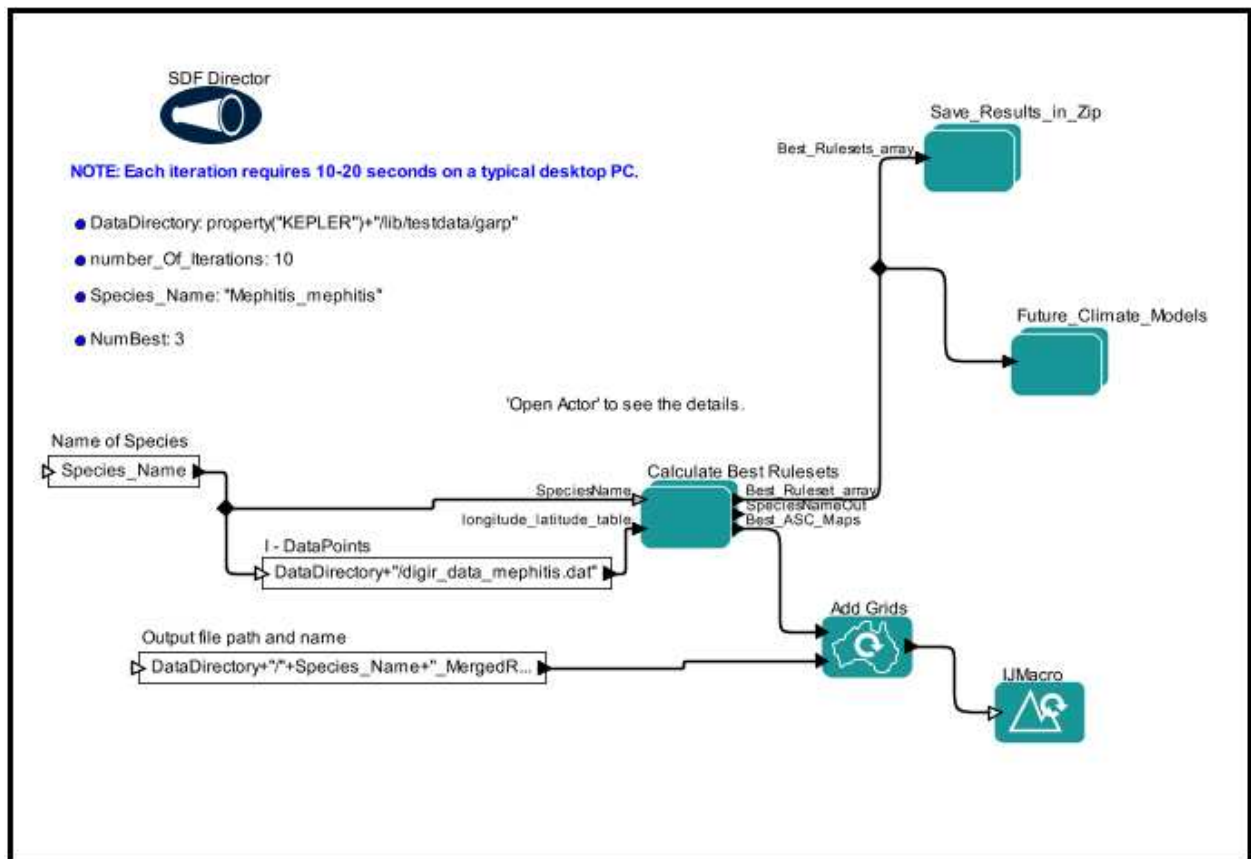 SDF Director
NOTE: Each iteration requires 10-20 seconds on a typical desktop PC.
DataDirectory: property("KEPLER")+"/lib/testdata/garp"
number_Of_Iterations: 10
Species_Name: "Mephitis_mephitis"
NumBest: 3
Save_Results_in_Zip
Best_Rulesets_array
Future_Climate_Models
'Open Actor' to see the details.
Name of Species
Species_Name
Calculate Best Rulesets
SpeciesName
longitude_latitude_table
Best_Ruleset_array
SpeciesNameOut
Best_ASC_Maps
I - DataPoints
DataDirectory+"/digir_data_mephitis.dat"
Output file path and name
DataDirectory+"/"+Species_Name+"_MergedR...
Add Grids
IJMacro